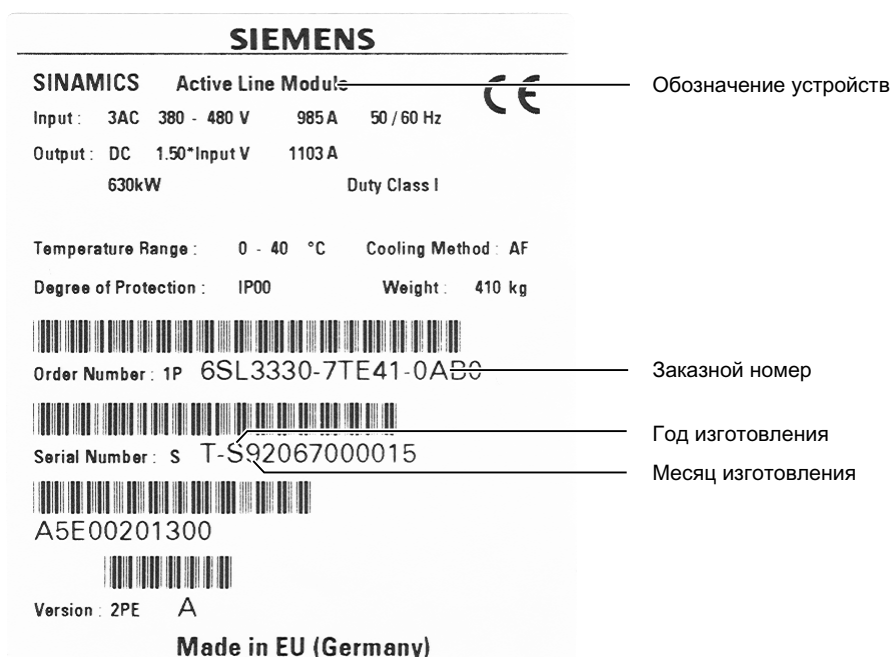 SIEMENS
SINAMICS Active Line Module
Обозначение устройств
Input : 3AC 380 - 480 V 985 A 50 / 60 Hz
Output : DC 1.50*Input V 1103 A
630kW Duty Class I
Temperature Range : 0 - 40 °C Cooling Method : AF
Degree of Protection : IP00 Weight : 410 kg
Order Number : 1P 6SL3330-7TE41-0AB0
Заказной номер
Год изготовления
Serial Number : S T-S92067000015
Месяц изготовления
A5E00201300
Version : 2PE A
Made in EU (Germany)